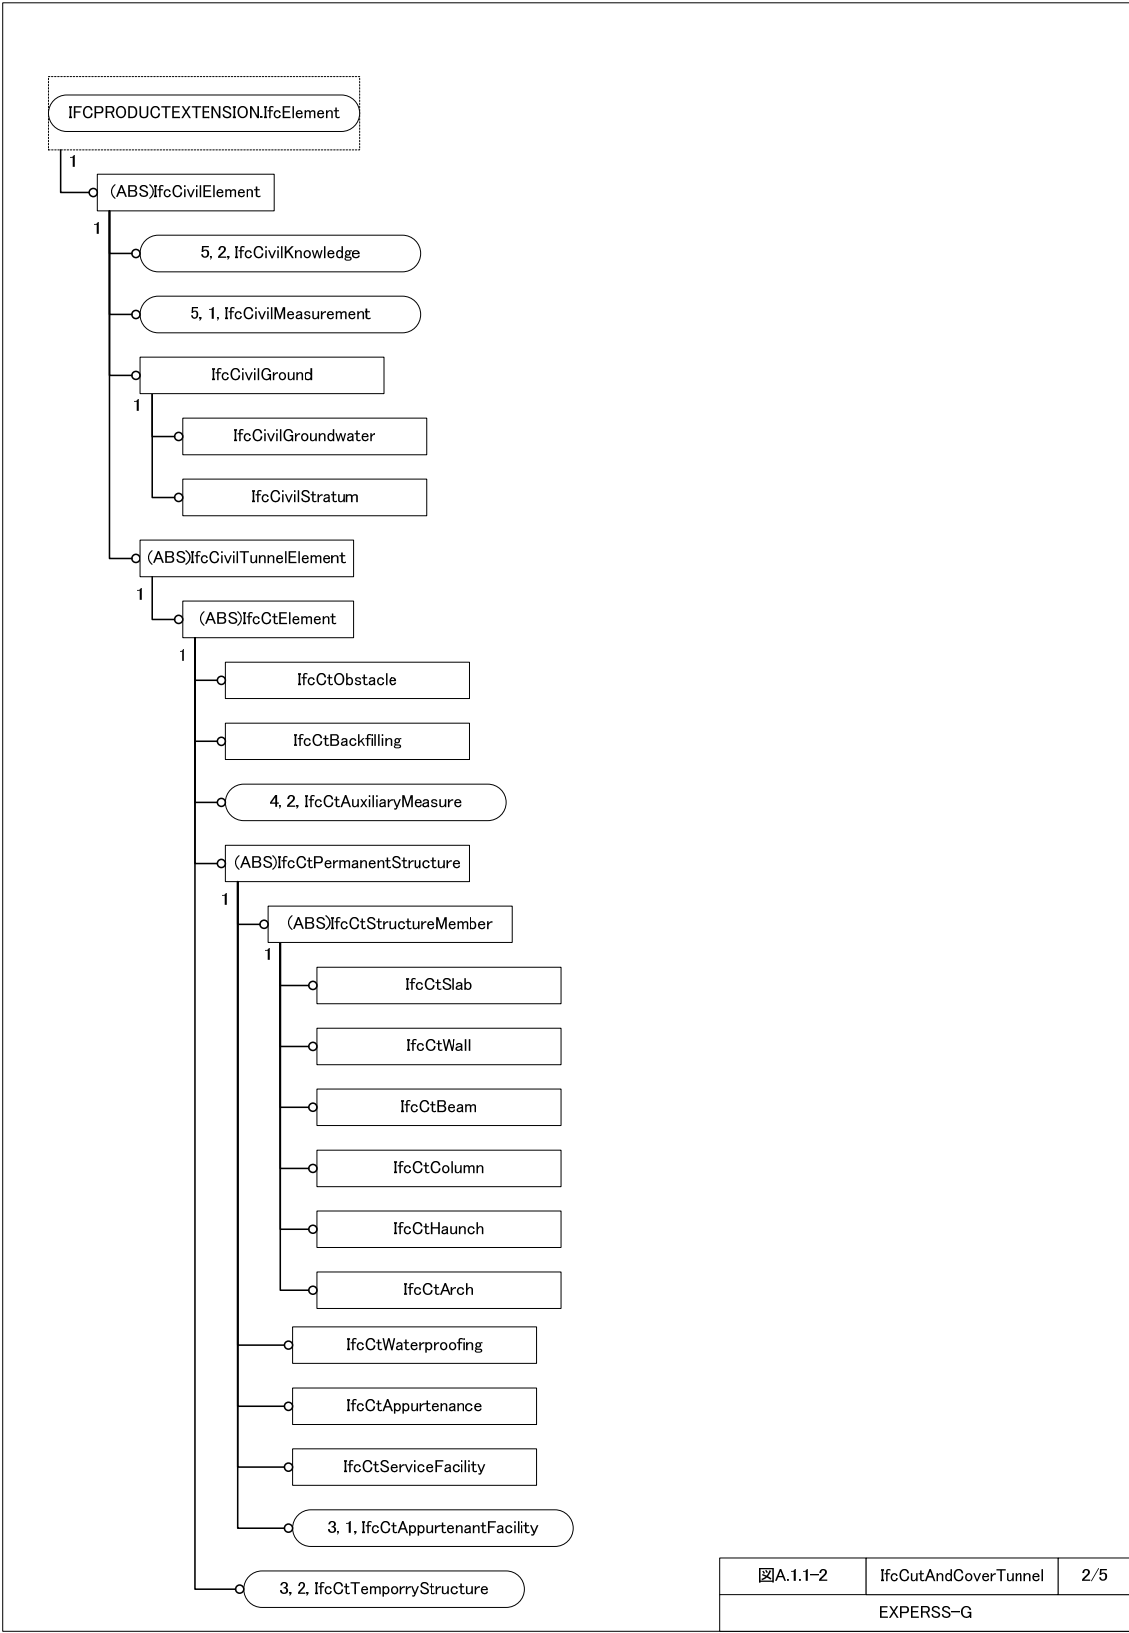 IFCPRODUCTEXTENSION.IfcElement
1
(ABS)IfcCivilElement
1
5, 2, IfcCivilKnowledge
5, 1, IfcCivilMeasurement
IfcCivilGround
1
IfcCivilGroundwater
IfcCivilStratum
(ABS)IfcCivilTunnelElement
1
(ABS)IfcCtElement
1
IfcCtObstacle
IfcCtBackfilling
4, 2, IfcCtAuxiliaryMeasure
(ABS)IfcCtPermanentStructure
1
(ABS)IfcCtStructureMember
1
IfcCtSlab
IfcCtWall
IfcCtBeam
IfcCtColumn
IfcCtHaunch
IfcCtArch
IfcCtWaterproofing
IfcCtAppurtenance
IfcCtServiceFacility
3, 1, IfcCtAppurtenantFacility
3, 2, IfcCtTemporryStructure
図A.1.1-2 IfcCutAndCoverTunnel 2/5
EXPERSS-G